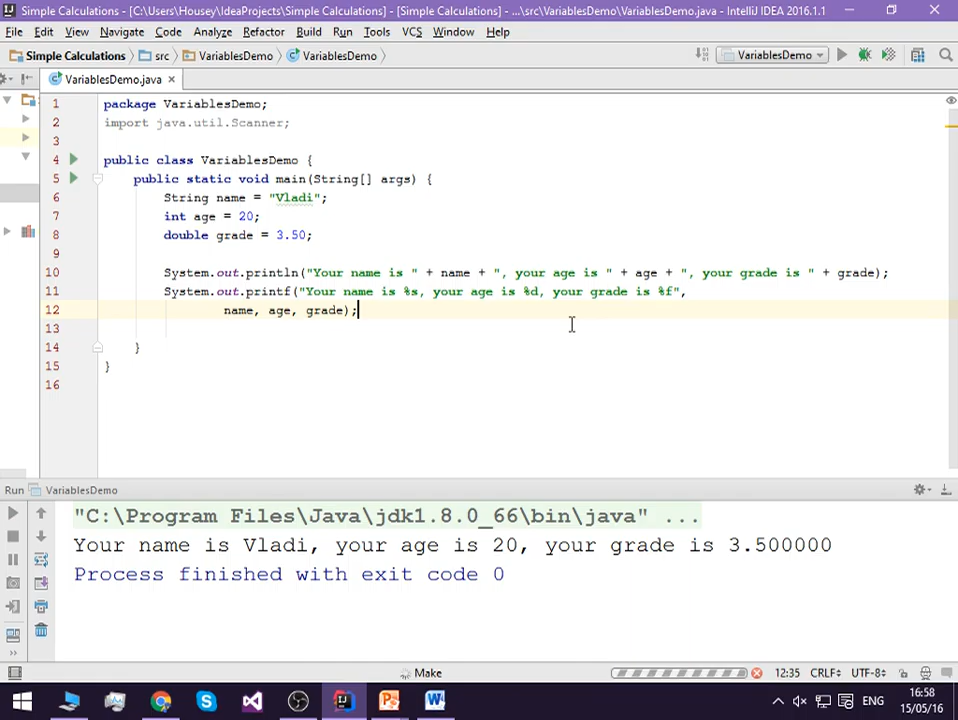 Simple Calculations - [C:\Users\Housey\IdeaProjects\Simple Calculations] - [Simple Calculations] - ...\src\VariablesDemo\VariablesDemo.java - IntelliJ IDEA 2016.1.1
File Edit View Navigate Code Analyze Refactor Build Run Tools VCS Window Help
Simple Calculations src VariablesDemo VariablesDemo VariablesDemo
VariablesDemo.java
1 package VariablesDemo;
2 import java.util.Scanner;
3
4 public class VariablesDemo {
5 public static void main(String[] args) {
6 String name = "Vladi";
7 int age = 20;
8 double grade = 3.50;
9
10 System.out.println("Your name is " + name + ", your age is " + age + ", your grade is " + grade);
11 System.out.printf("Your name is %s, your age is %d, your grade is %f",
12 name, age, grade);
13
14 }
15 }
16
Run VariablesDemo
"C:\Program Files\Java\jdk1.8.0_66\bin\java" ...
Your name is Vladi, your age is 20, your grade is 3.500000
Process finished with exit code 0
Make 12:35 CRLF UTF-8
ENG 16:58
15/05/16